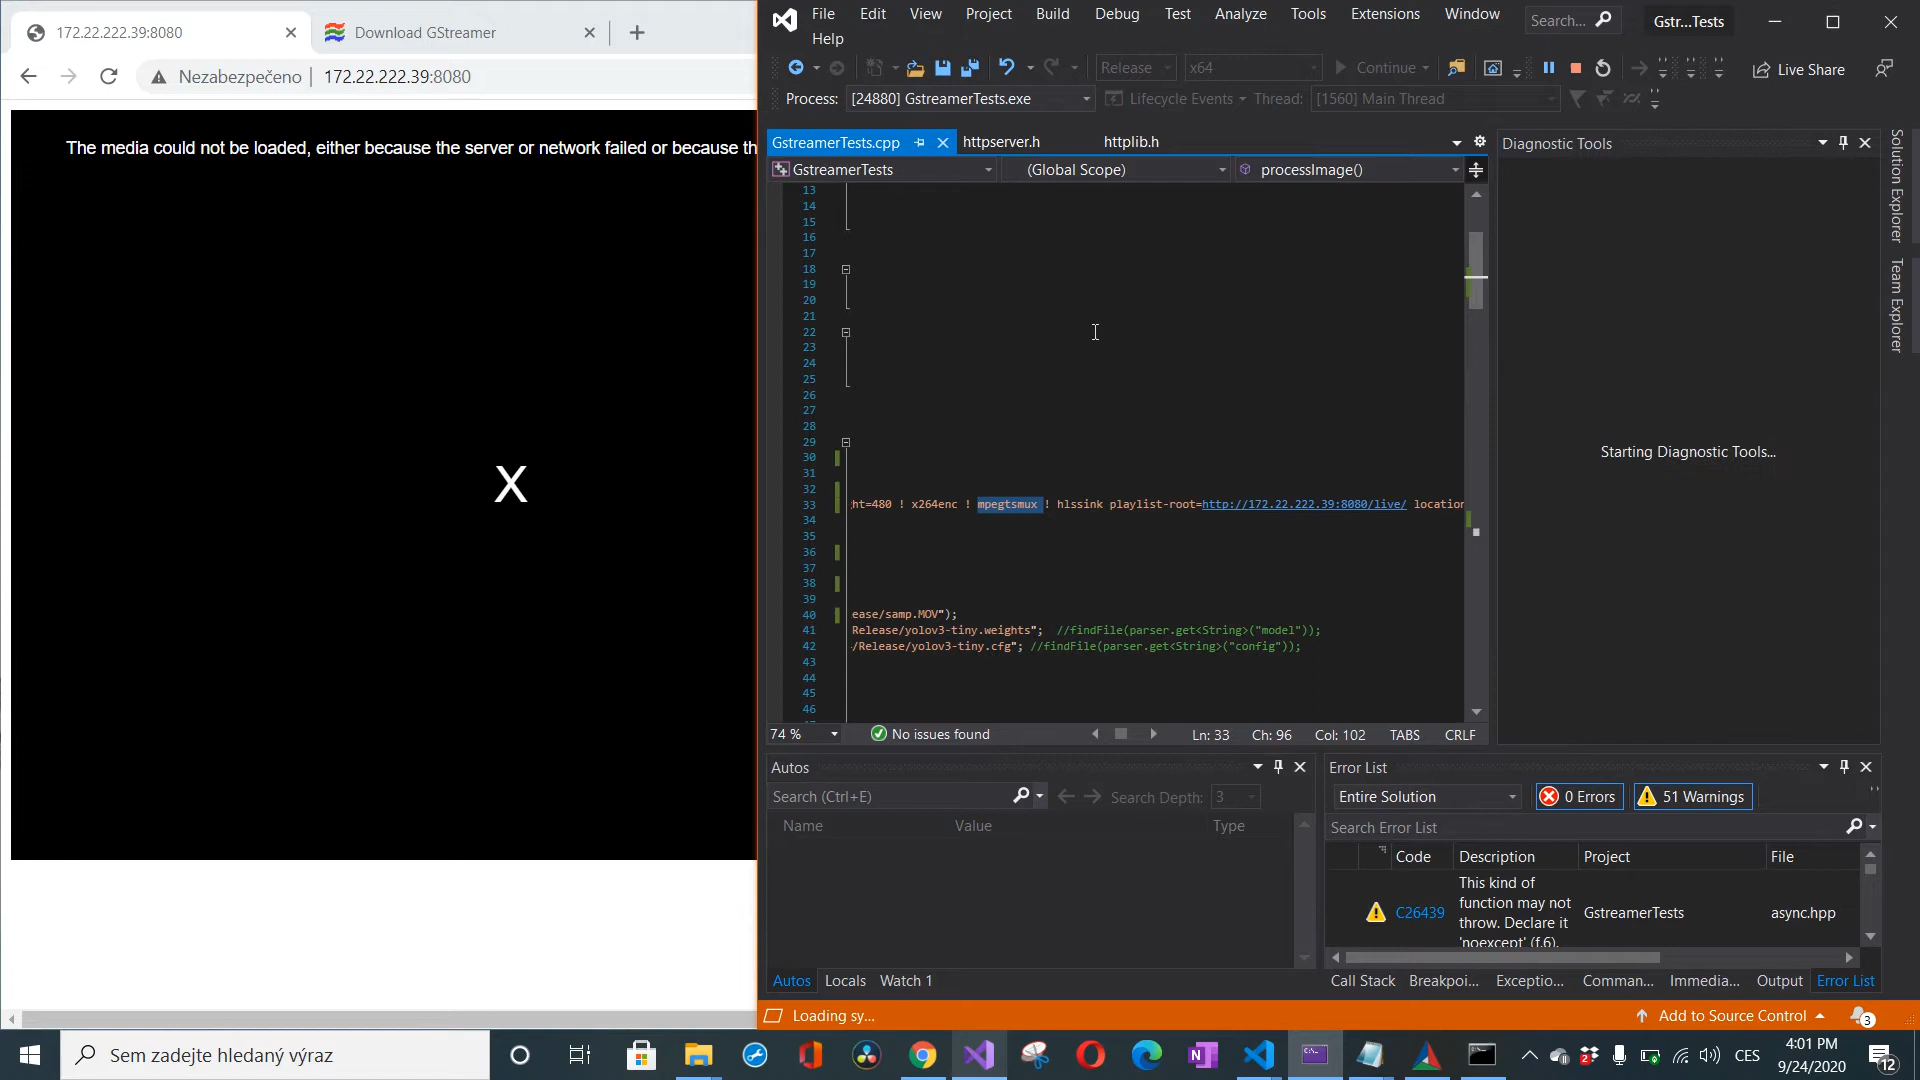 172.22.222.39:8080
Download GStreamer
Nezabezpečeno | 172.22.222.39:8080
The media could not be loaded, either because the server or network failed or because th
X
File Edit View Project Build Debug Test Analyze Tools Extensions Window
Help
Search...
Gstr...Tests
Release x64 Continue
Live Share
Process: [24880] GstreamerTests.exe Lifecycle Events Thread: [1560] Main Thread
GstreamerTests.cpp httpserver.h httplib.h
GstreamerTests (Global Scope) processImage()
13
14
15
16
17
18
19
20
21
22
23
24
25
26
27
28
29
30
31
32
33 ;ht=480 ! x264enc ! mpegtsmux ! hlssink playlist-root=http://172.22.222.39:8080/live/ location
34
35
36
37
38
39
40 ease/samp.MOV");
41 Release/yolov3-tiny.weights"; //findFile(parser.get<String>("model"));
42 /Release/yolov3-tiny.cfg"; //findFile(parser.get<String>("config"));
43
44
45
46
74 % No issues found Ln: 33 Ch: 96 Col: 102 TABS CRLF
Diagnostic Tools
Starting Diagnostic Tools...
Solution Explorer
Team Explorer
Autos
Search (Ctrl+E) Search Depth: 3
Name Value Type
Autos Locals Watch 1
Error List
Entire Solution 0 Errors 51 Warnings
Search Error List
Code Description Project File
C26439 This kind of
function may not
throw. Declare it
'noexcept' (f.6).
GstreamerTests async.hpp
Call Stack Breakpoi... Exceptio... Comman... Immedia... Output Error List
Loading sy... Add to Source Control 3
Sem zadejte hledaný výraz
CES
4:01 PM
9/24/2020
12